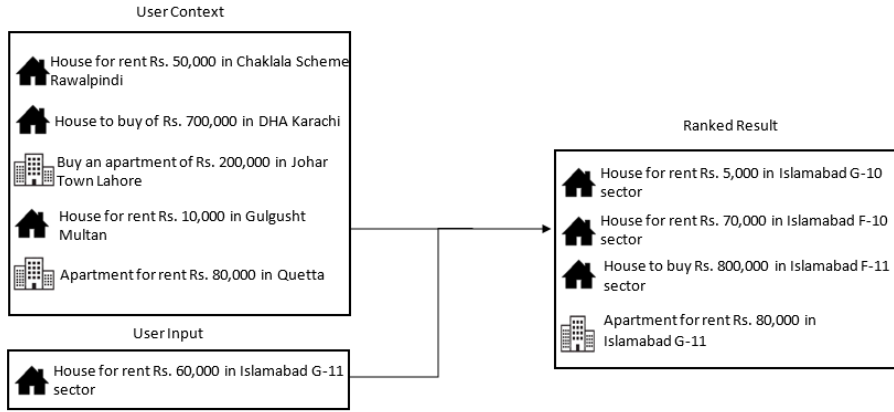 User Context
House for rent Rs. 50,000 in Chaklala Scheme
Rawalpindi
House to buy of Rs. 700,000 in DHA Karachi
Buy an apartment of Rs. 200,000 in Johar
Town Lahore
House for rent Rs. 10,000 in Gulgusht
Multan
Apartment for rent Rs. 80,000 in Quetta
User Input
House for rent Rs. 60,000 in Islamabad G-11
sector
Ranked Result
House for rent Rs. 5,000 in Islamabad G-10
sector
House for rent Rs. 70,000 in Islamabad F-10
sector
House to buy Rs. 800,000 in Islamabad F-11
sector
Apartment for rent Rs. 80,000 in
Islamabad G-11